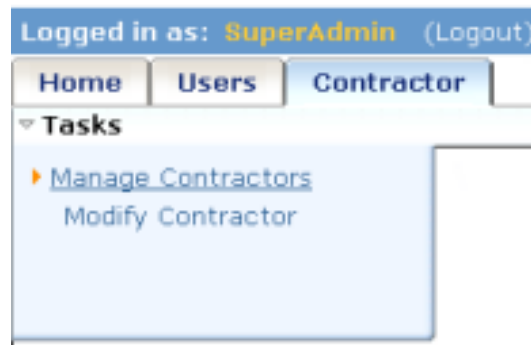 Logged in as: SuperAdmin (Logout)
Home Users Contractor
Tasks
Manage Contractors
Modify Contractor